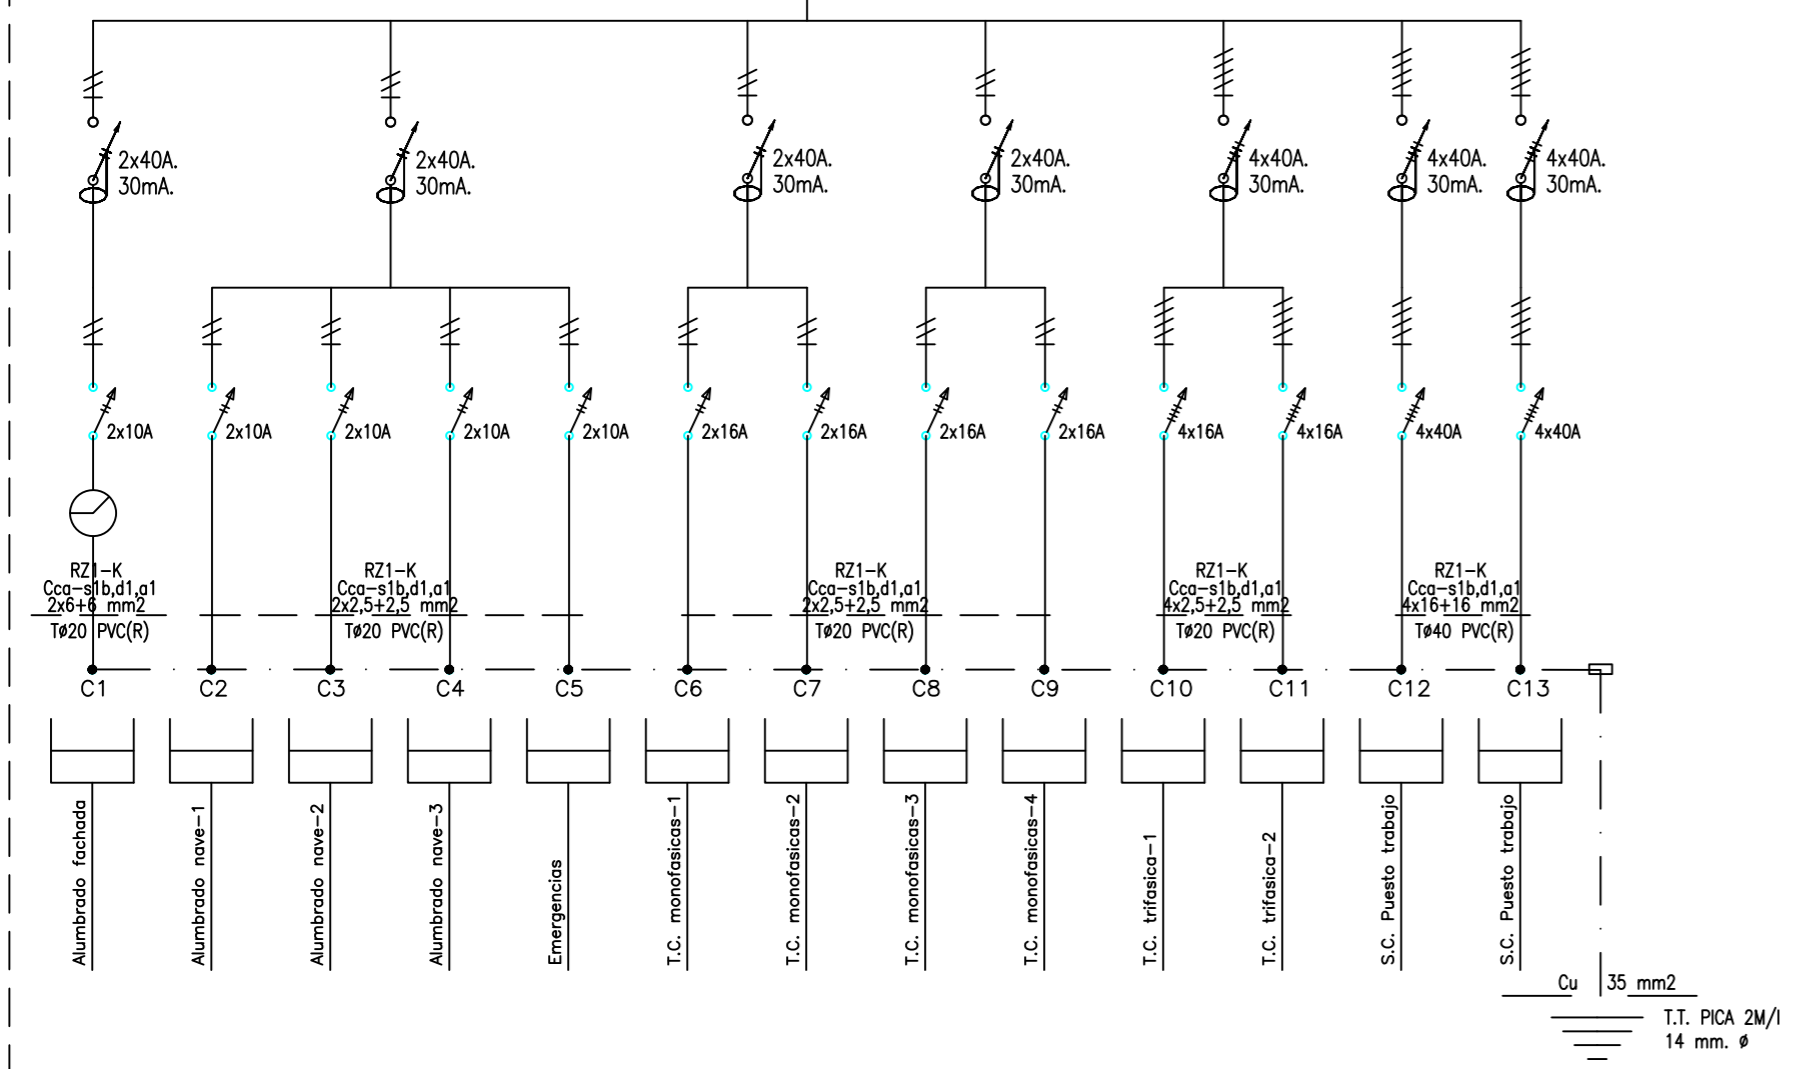 2x40A.
30mA.
2x40A.
30mA.
2x40A.
30mA.
2x40A.
30mA.
4x40A.
30mA.
4x40A.
30mA.
4x40A.
30mA.
2x10A
2x10A
2x10A
2x10A
2x10A
2x16A
2x16A
2x16A
2x16A
4x16A
4x16A
4x40A
4x40A
RZ1-K
Cca-s1b,d1,a1
2x6+6 mm2
Tø20 PVC(R)
RZ1-K
Cca-s1b,d1,a1
2x2,5+2,5 mm2
Tø20 PVC(R)
RZ1-K
Cca-s1b,d1,a1
2x2,5+2,5 mm2
Tø20 PVC(R)
RZ1-K
Cca-s1b,d1,a1
4x2,5+2,5 mm2
Tø20 PVC(R)
RZ1-K
Cca-s1b,d1,a1
4x16+16 mm2
Tø40 PVC(R)
C1
C2
C3
C4
C5
C6
C7
C8
C9
C10
C11
C12
C13
Alumbrado fachada
Alumbrado nave-1
Alumbrado nave-2
Alumbrado nave-3
Emergencias
T.C. monofasicas-1
T.C. monofasicas-2
T.C. monofasicas-3
T.C. monofasicas-4
T.C. trifasica-1
T.C. trifasica-2
S.C. Puesto trabajo
S.C. Puesto trabajo
Cu 35 mm2
T.T. PICA 2M/l
14 mm. ø